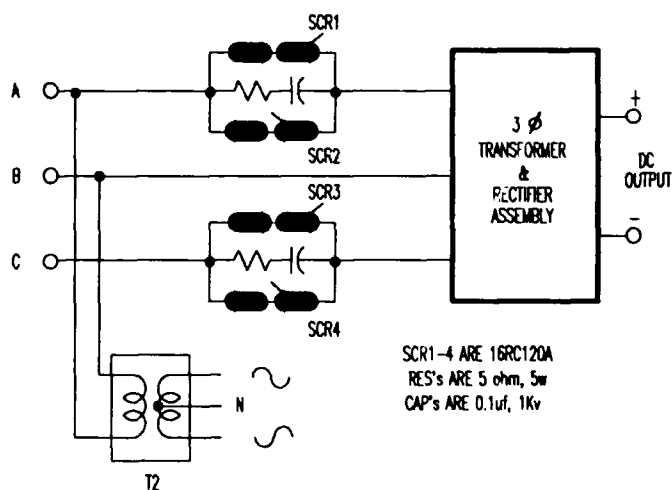 SCR1
A
SCR2
3 Ø
TRANSFORMER
&
RECTIFIER
ASSEMBLY
+
DC
OUTPUT
−
B
SCR3
C
SCR4
SCR1-4 ARE 16RC120A
RES's ARE 5 ohm, 5w
CAP's ARE 0.1uf, 1Kv
N
T2